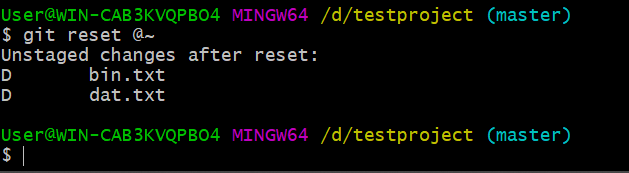 User@WIN-CAB3KVQPBO4 MINGW64 /d/testproject (master)
$ git reset @~
Unstaged changes after reset:
D       bin.txt
D       dat.txt
User@WIN-CAB3KVQPBO4 MINGW64 /d/testproject (master)
$